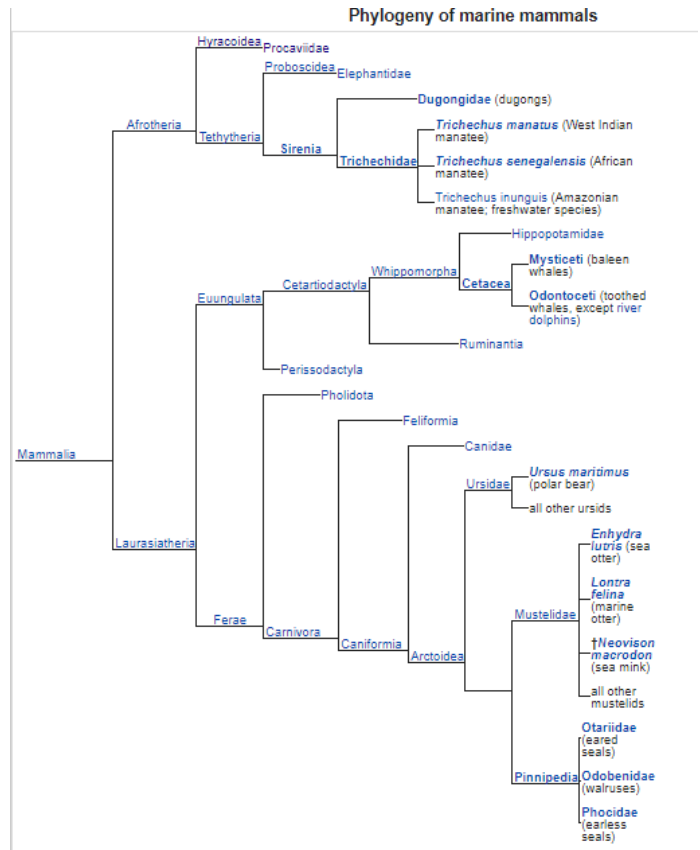 Phylogeny of marine mammals
Hyracoidea
Procaviidae
Proboscidea
Elephantidae
Dugongidae (dugongs)
Afrotheria
Tethytheria
Sirenia
Trichechus manatus (West Indian
manatee)
Trichechidae
Trichechus senegalensis (African
manatee)
Trichechus inunguis (Amazonian
manatee; freshwater species)
Hippopotamidae
Whippomorpha
Mysticeti (baleen
whales)
Cetartiodactyla
Cetacea
Euungulata
Odontoceti (toothed
whales, except river
dolphins)
Ruminantia
Perissodactyla
Pholidota
Feliformia
Canidae
Mammalia
Ursidae
Ursus maritimus
(polar bear)
all other ursids
Laurasiatheria
Enhydra
lutris (sea
otter)
Lontra
felina
(marine
otter)
Mustelidae
Ferae
Carnivora
Caniformia
Arctoidea
†Neovison
macrodon
(sea mink)
all other
mustelids
Otariidae
(eared
seals)
Pinnipedia
Odobenidae
(walruses)
Phocidae
(earless
seals)